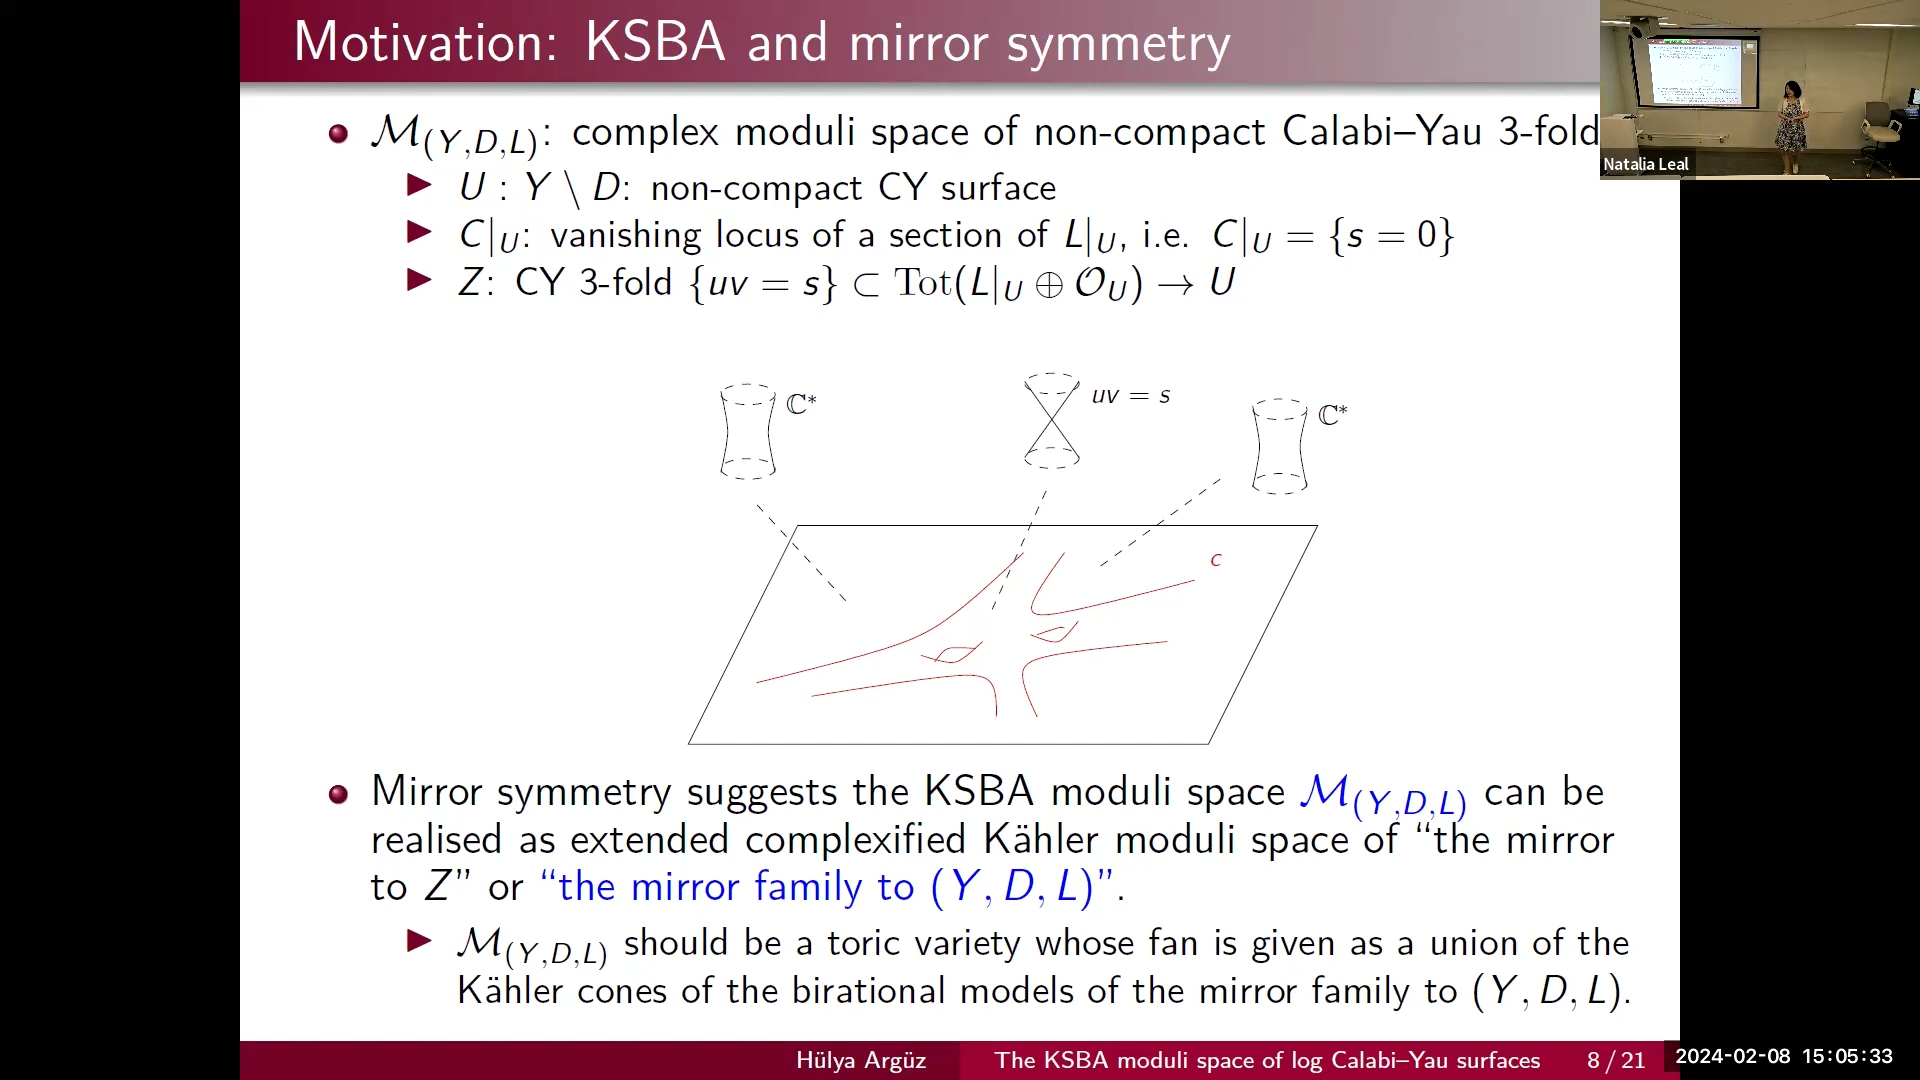 Motivation: KSBA and mirror symmetry
M(Y,D,L): complex moduli space of non-compact Calabi–Yau 3-fold
U : Y \ D: non-compact CY surface
C|U: vanishing locus of a section of L|U, i.e. C|U = {s = 0}
Z: CY 3-fold {uv = s} ⊂ Tot(L|U ⊕ OU) → U
ℂ*
uv = s
ℂ*
C
Mirror symmetry suggests the KSBA moduli space M(Y,D,L) can be
realised as extended complexified Kähler moduli space of “the mirror
to Z” or “the mirror family to (Y, D, L)”.
M(Y,D,L) should be a toric variety whose fan is given as a union of the
Kähler cones of the birational models of the mirror family to (Y, D, L).
Hülya Argüz
The KSBA moduli space of log Calabi–Yau surfaces
8 / 21
Natalia Leal
2024-02-08 15:05:33